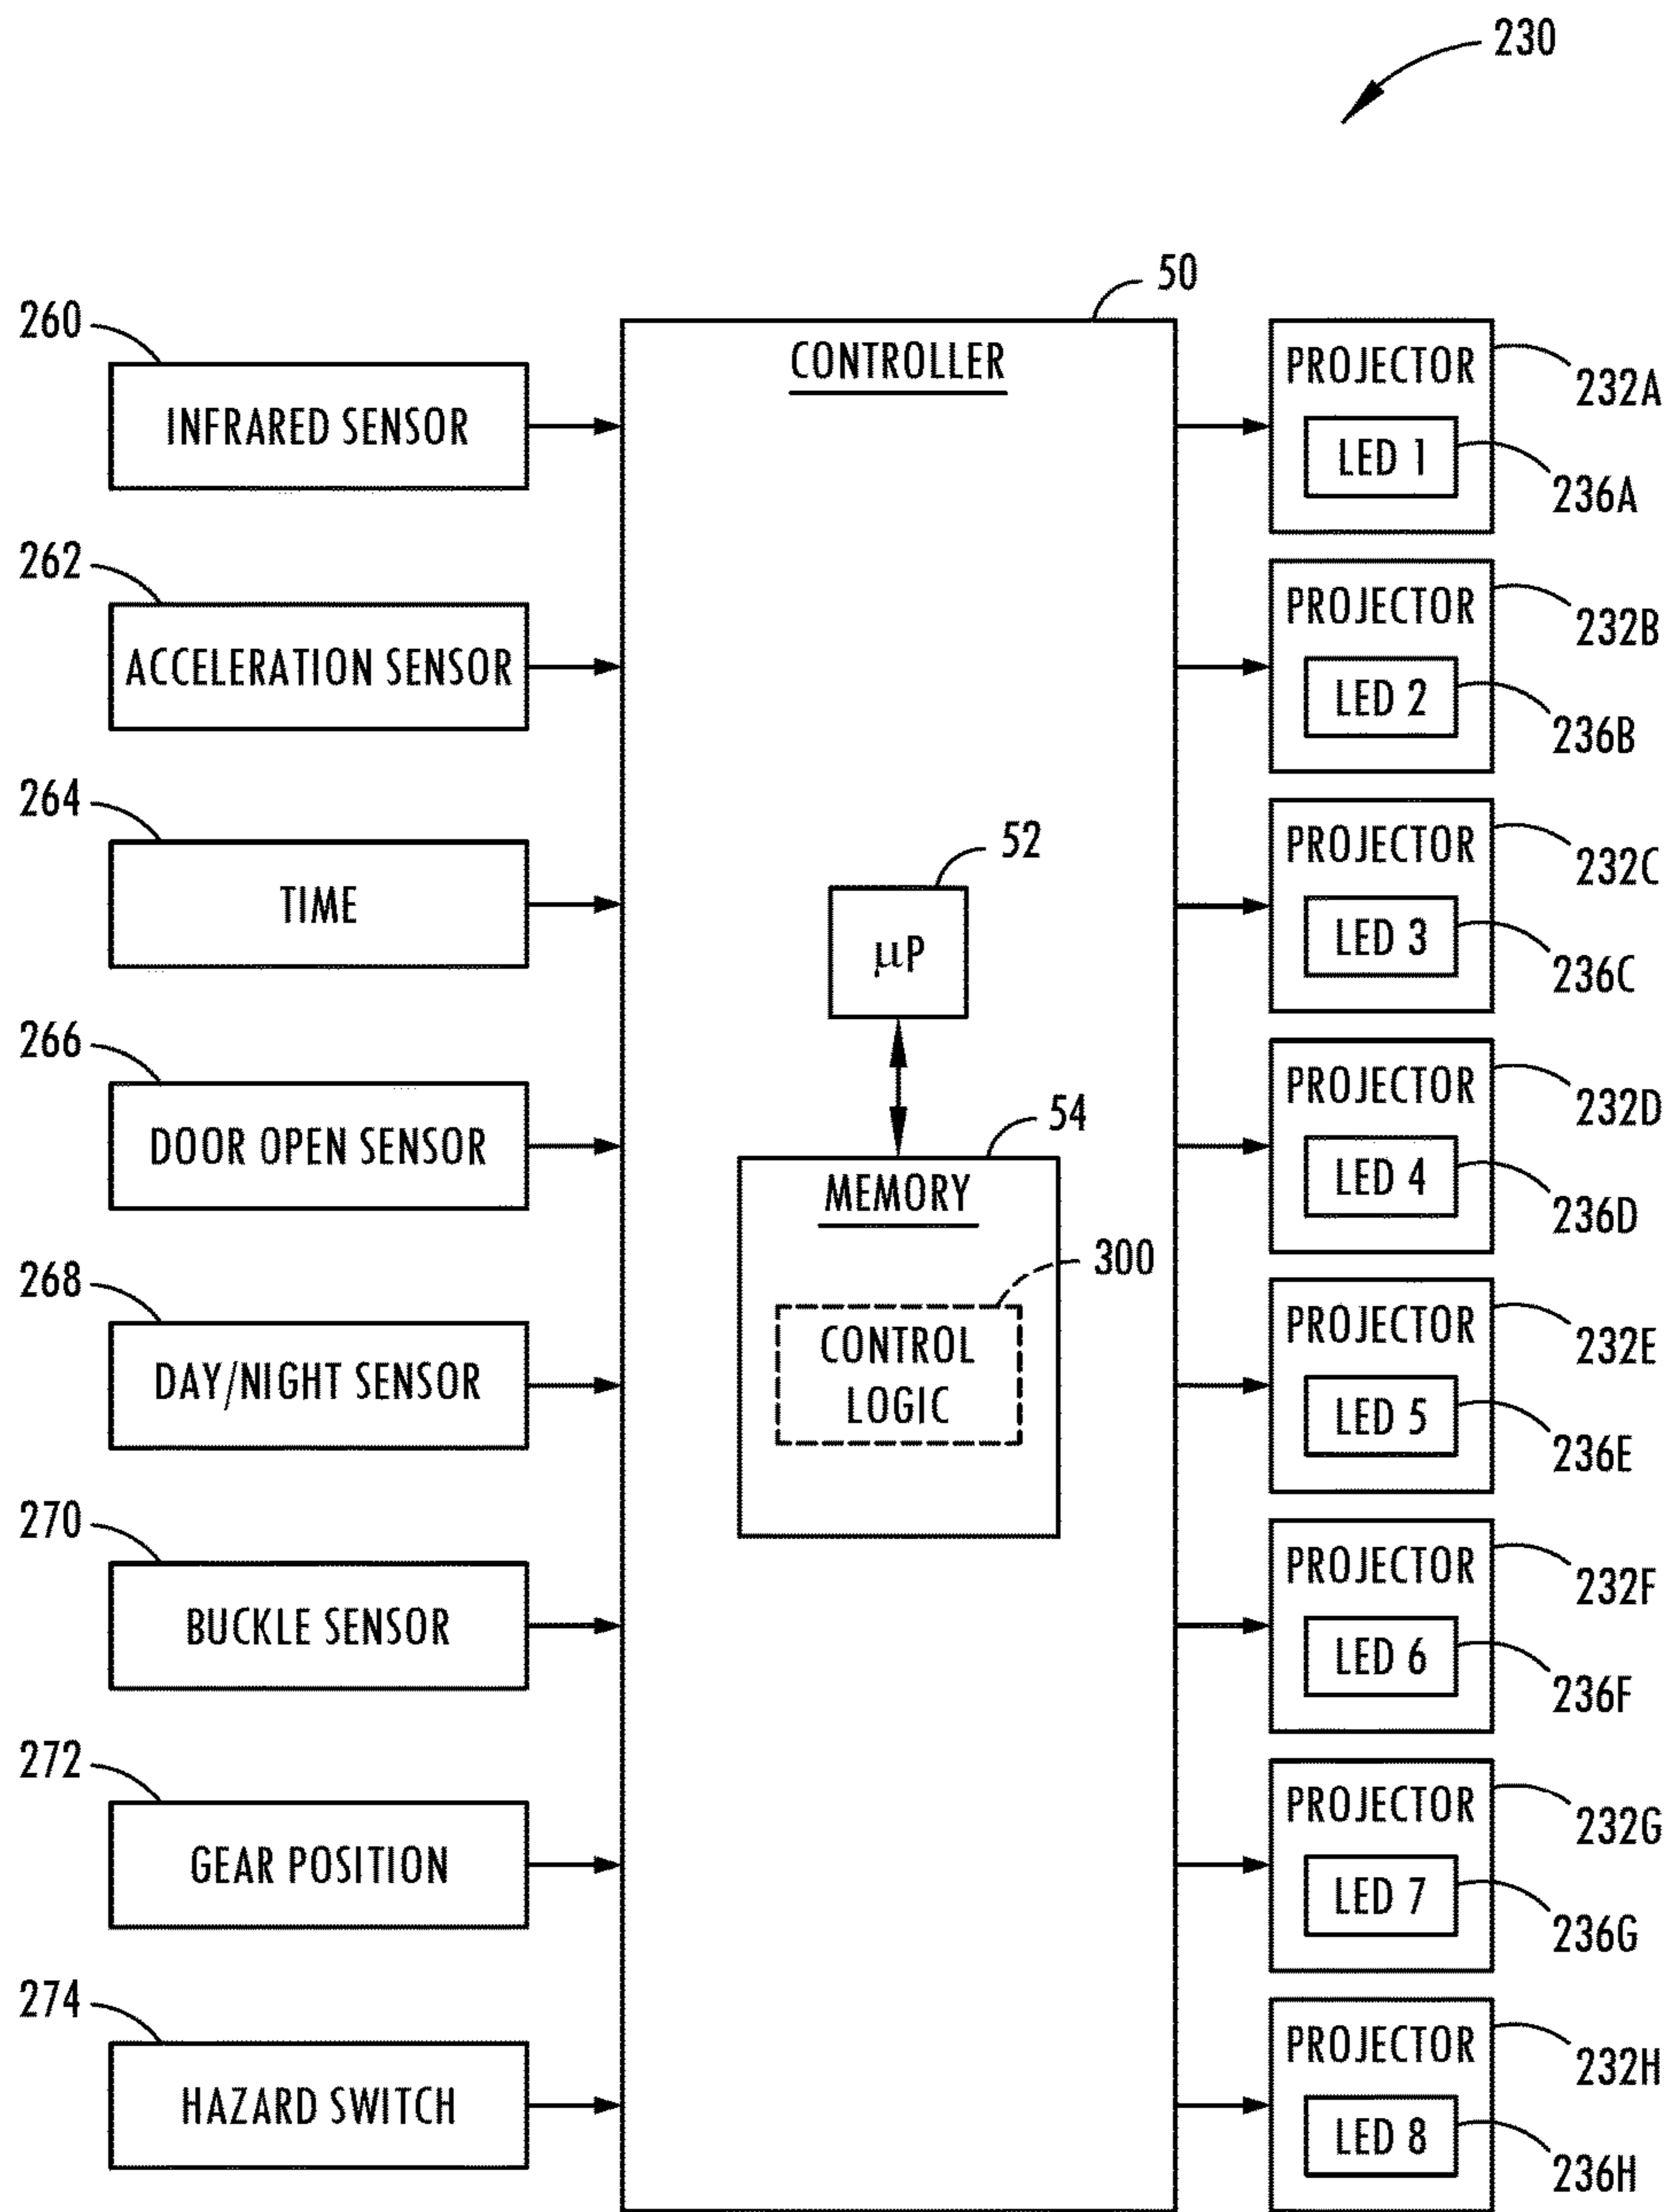 230
50
CONTROLLER
260
INFRARED SENSOR
262
ACCELERATION SENSOR
264
TIME
266
DOOR OPEN SENSOR
268
DAY/NIGHT SENSOR
270
BUCKLE SENSOR
272
GEAR POSITION
274
HAZARD SWITCH
52
μP
54
MEMORY
300
CONTROL
LOGIC
PROJECTOR
232A
LED 1
236A
PROJECTOR
232B
LED 2
236B
PROJECTOR
232C
LED 3
236C
PROJECTOR
232D
LED 4
236D
PROJECTOR
232E
LED 5
236E
PROJECTOR
232F
LED 6
236F
PROJECTOR
232G
LED 7
236G
PROJECTOR
232H
LED 8
236H